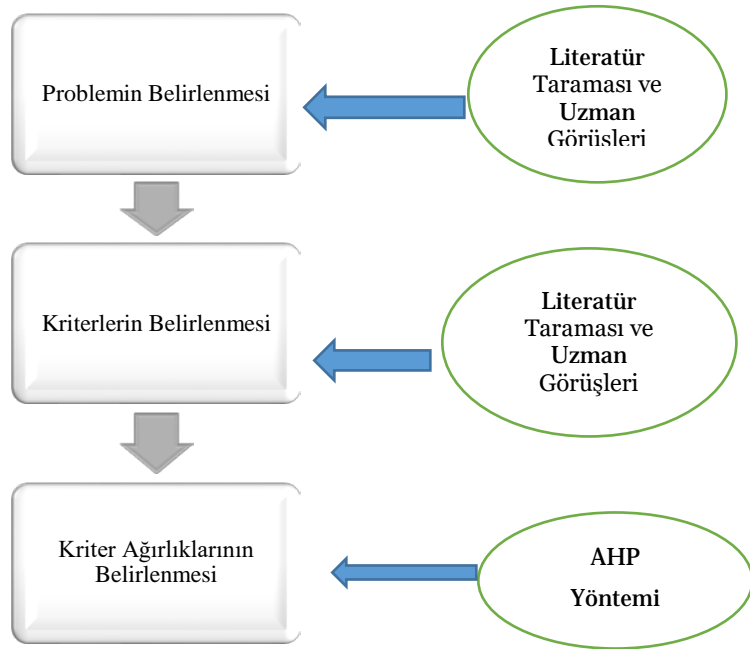 Problemin Belirlenmesi
Literatür
Taraması ve
Uzman
Görüşleri
Kriterlerin Belirlenmesi
Literatür
Taraması ve
Uzman
Görüşleri
Kriter Ağırlıklarının
Belirlenmesi
AHP
Yöntemi